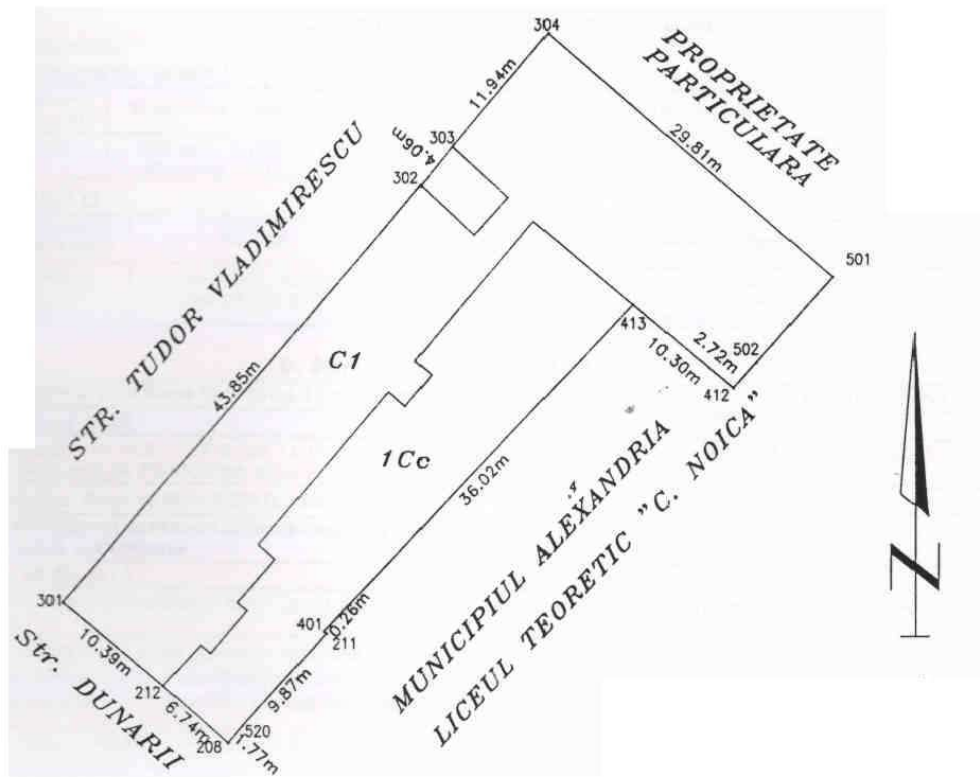 304
PROPRIETATE
PARTICULARA
11.94m
303
4.06m
302
29.81m
501
STR. TUDOR VLADIMIRESCU
43.85m
C1
413
2.72m
502
10.30m
412
1Cc
36.02m
MUNICIPIUL ALEXANDRIA
LICEUL TEORETIC "C. NOICA"
301
10.39m
Str. DUNARII
212
6.74m
208
520
1.77m
9.87m
401
0.26m
211
N